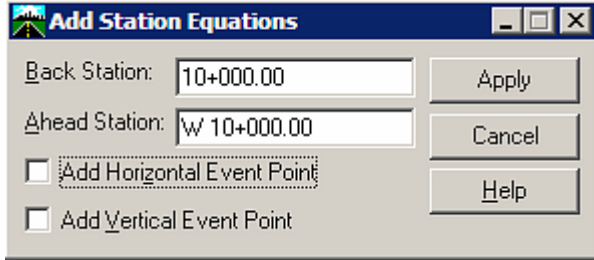 Add Station Equations
Back Station: 10+000.00 Apply
Ahead Station: W 10+000.00 Cancel
Add Horizontal Event Point Help
Add Vertical Event Point